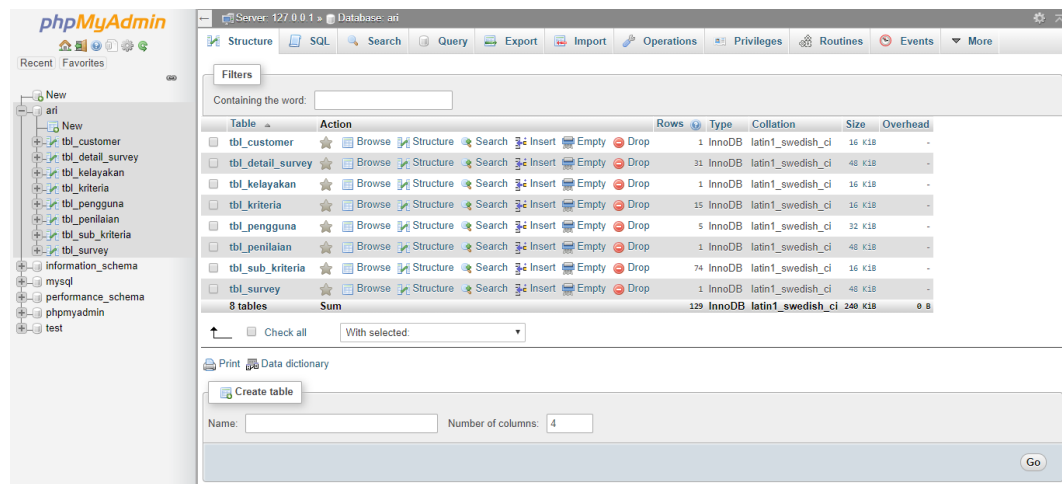 phpMyAdmin
Recent Favorites
New
ari
New
tbl_customer
tbl_detail_survey
tbl_kelayakan
tbl_kriteria
tbl_pengguna
tbl_penilaian
tbl_sub_kriteria
tbl_survey
information_schema
mysql
performance_schema
phpmyadmin
test
Server: 127.0.0.1 » Database: ari
Structure SQL Search Query Export Import Operations Privileges Routines Events More
Filters
Containing the word:
Table Action Rows Type Collation Size Overhead
tbl_customer Browse Structure Search Insert Empty Drop 1 InnoDB latin1_swedish_ci 16 KiB -
tbl_detail_survey Browse Structure Search Insert Empty Drop 31 InnoDB latin1_swedish_ci 48 KiB -
tbl_kelayakan Browse Structure Search Insert Empty Drop 1 InnoDB latin1_swedish_ci 16 KiB -
tbl_kriteria Browse Structure Search Insert Empty Drop 15 InnoDB latin1_swedish_ci 16 KiB -
tbl_pengguna Browse Structure Search Insert Empty Drop 5 InnoDB latin1_swedish_ci 32 KiB -
tbl_penilaian Browse Structure Search Insert Empty Drop 1 InnoDB latin1_swedish_ci 48 KiB -
tbl_sub_kriteria Browse Structure Search Insert Empty Drop 74 InnoDB latin1_swedish_ci 16 KiB -
tbl_survey Browse Structure Search Insert Empty Drop 1 InnoDB latin1_swedish_ci 48 KiB -
8 tables Sum 129 InnoDB latin1_swedish_ci 240 KiB 0 B
Check all With selected:
Print Data dictionary
Create table
Name: Number of columns: 4
Go